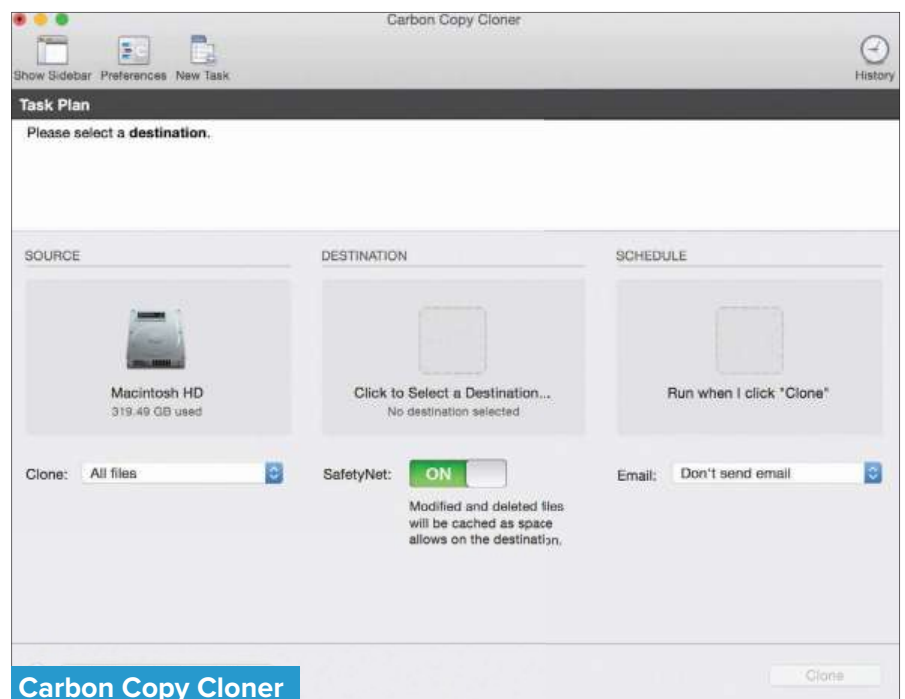 Carbon Copy Cloner
Show Sidebar Preferences New Task
History
Task Plan
Please select a destination.
SOURCE
DESTINATION
SCHEDULE
Macintosh HD
319.49 GB used
Click to Select a Destination...
No destination selected
Run when I click "Clone"
Clone: All files
SafetyNet: ON
Modified and deleted files
will be cached as space
allows on the destination.
Email: Don't send email
Clone
Carbon Copy Cloner